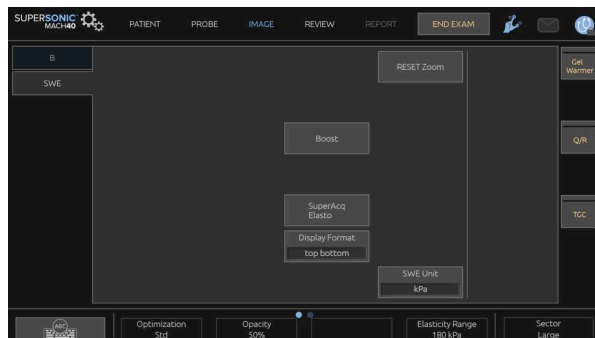 SUPERSONIC
MACH40
PATIENT
PROBE
IMAGE
REVIEW
REPORT
END EXAM
B
SWE
RESET Zoom
Gel
Warmer
Boost
Q/R
SuperAcq
Elasto
TGC
Display Format
top bottom
SWE Unit
kPa
ABC
Optimization
Std
Opacity
50%
Elasticity Range
180 kPa
Sector
Large